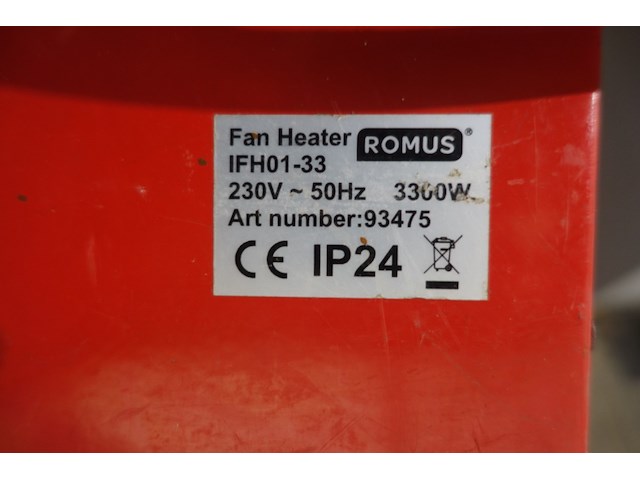 Fan Heater ROMUS®
IFH01-33
230V ~ 50Hz 3300W
Art number:93475
CE IP24